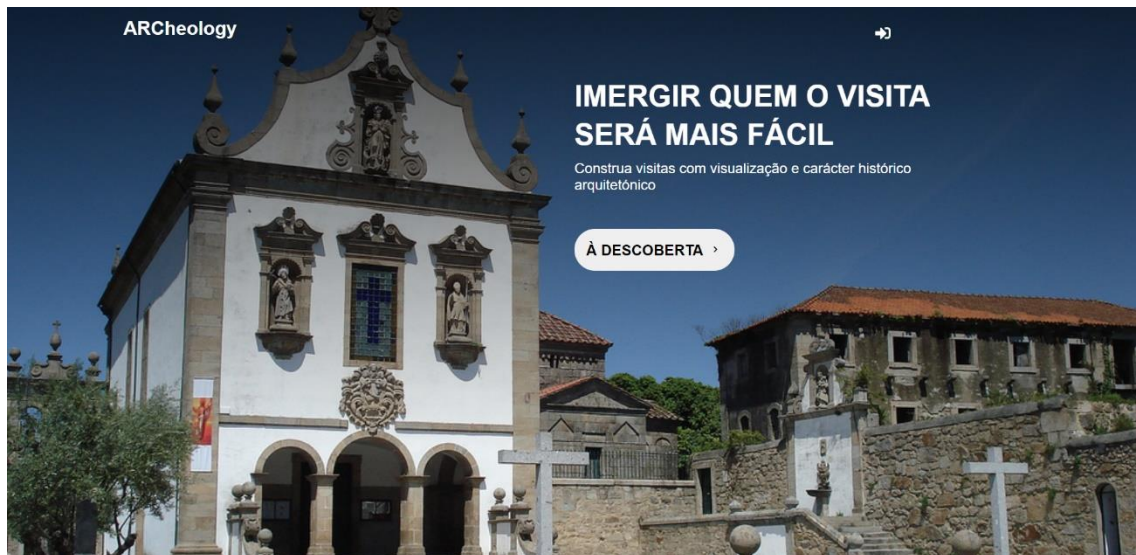 ARCheology
IMERGIR QUEM O VISITA
SERÁ MAIS FÁCIL
Construa visitas com visualização e carácter histórico
arquitetónico
À DESCOBERTA